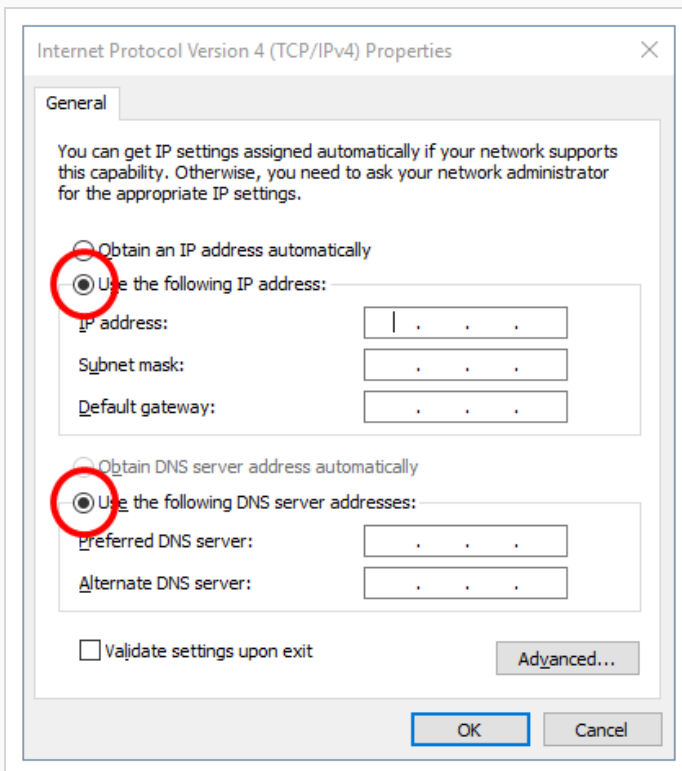 Internet Protocol Version 4 (TCP/IPv4) Properties
General
You can get IP settings assigned automatically if your network supports
this capability. Otherwise, you need to ask your network administrator
for the appropriate IP settings.
Obtain an IP address automatically
Use the following IP address:
IP address:
Subnet mask:
Default gateway:
Obtain DNS server address automatically
Use the following DNS server addresses:
Preferred DNS server:
Alternate DNS server:
Validate settings upon exit
Advanced...
OK
Cancel